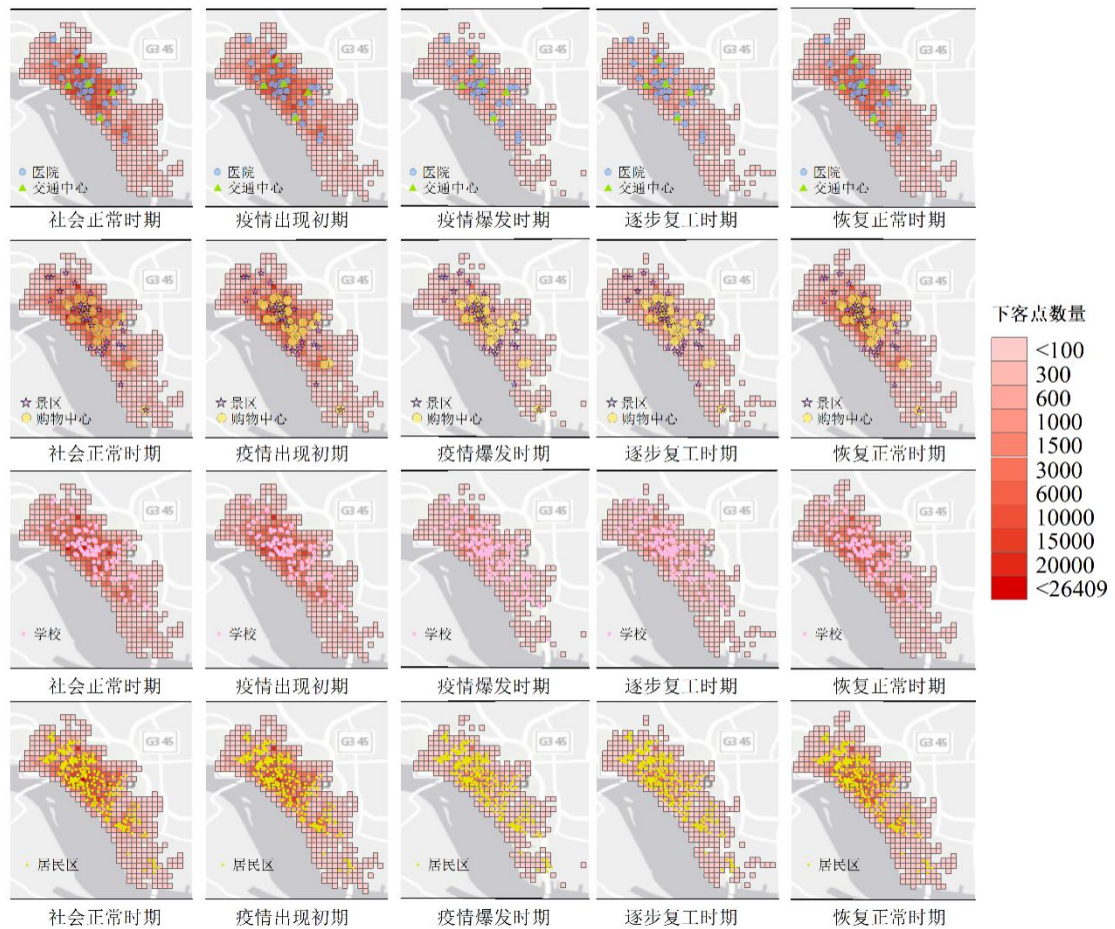 G3 45 G3 45 G3 45 G3 45 G3 45
医院 医院 医院 医院 医院
交通中心 交通中心 交通中心 交通中心 交通中心
社会正常时期 疫情出现初期 疫情爆发时期 逐步复工时期 恢复正常时期
G3 45 G3 45 G3 45 G3 45 G3 45
景区 景区 景区 景区 景区
购物中心 购物中心 购物中心 购物中心 购物中心
社会正常时期 疫情出现初期 疫情爆发时期 逐步复工时期 恢复正常时期
G3 45 G3 45 G3 45 G3 45 G3 45
学校 学校 学校 学校 学校
社会正常时期 疫情出现初期 疫情爆发时期 逐步复工时期 恢复正常时期
G3 45 G3 45 G3 45 G3 45 G3 45
居民区 居民区 居民区 居民区 居民区
社会正常时期 疫情出现初期 疫情爆发时期 逐步复工时期 恢复正常时期
下客点数量
<100
300
600
1000
1500
3000
6000
10000
15000
20000
<26409